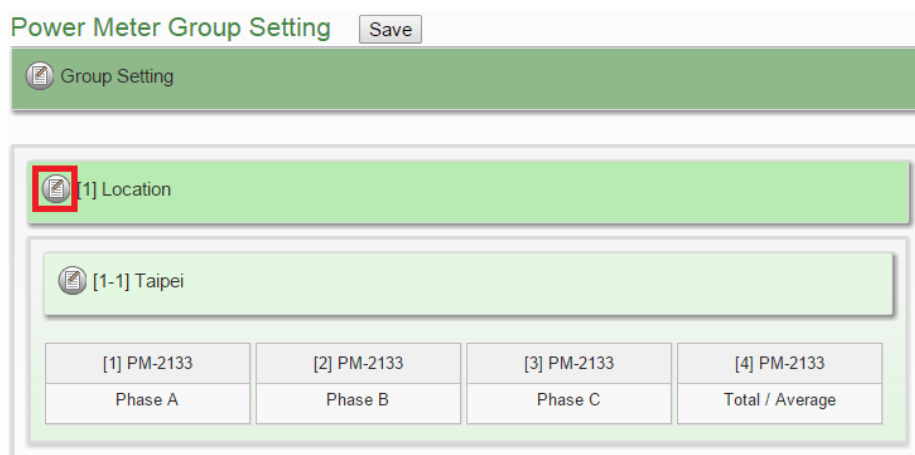 Power Meter Group Setting Save
Group Setting
[1] Location
[1-1] Taipei
[1] PM-2133 [2] PM-2133 [3] PM-2133 [4] PM-2133
Phase A Phase B Phase C Total / Average